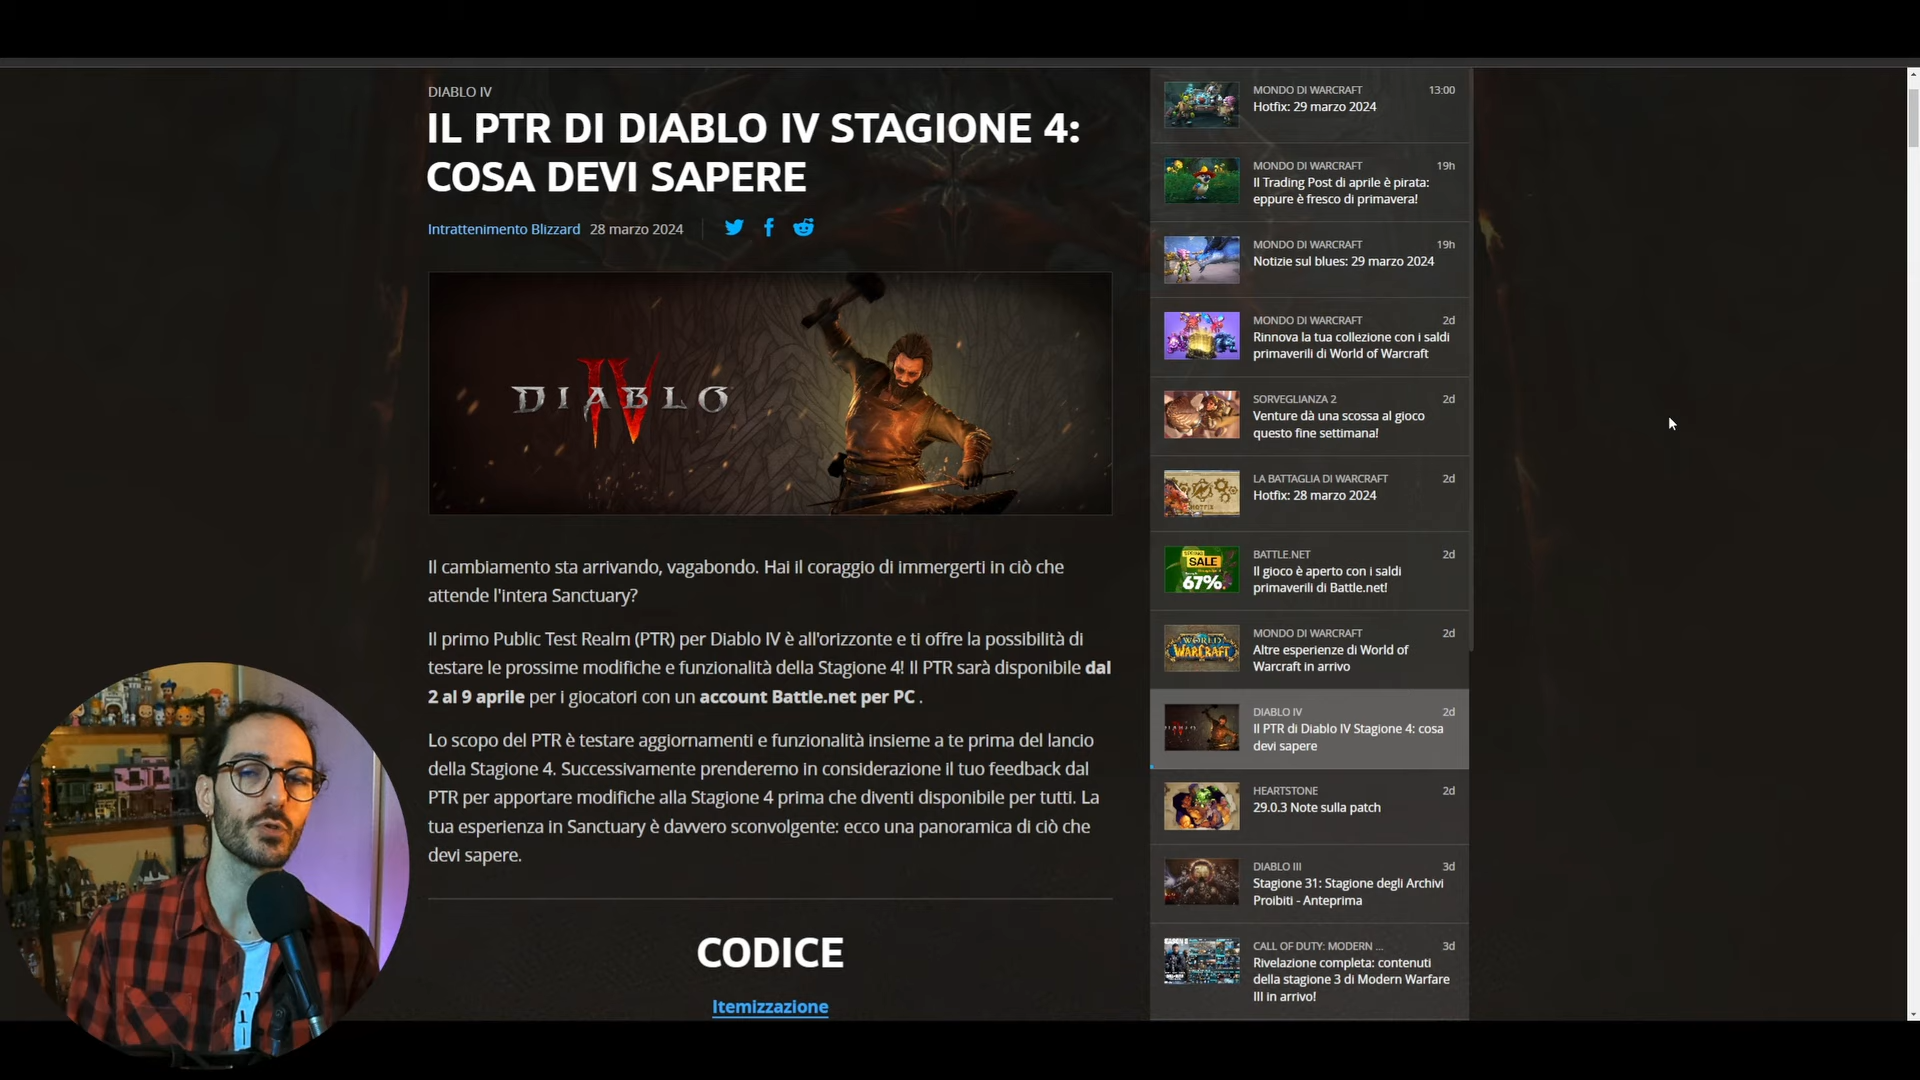 DIABLO IV
IL PTR DI DIABLO IV STAGIONE 4:
COSA DEVI SAPERE
Intrattenimento Blizzard 28 marzo 2024
DIABLO IV
Il cambiamento sta arrivando, vagabondo. Hai il coraggio di immergerti in ciò che
attende l'intera Sanctuary?
Il primo Public Test Realm (PTR) per Diablo IV è all'orizzonte e ti offre la possibilità di
testare le prossime modifiche e funzionalità della Stagione 4! Il PTR sarà disponibile dal
2 al 9 aprile per i giocatori con un account Battle.net per PC .
Lo scopo del PTR è testare aggiornamenti e funzionalità insieme a te prima del lancio
della Stagione 4. Successivamente prenderemo in considerazione il tuo feedback dal
PTR per apportare modifiche alla Stagione 4 prima che diventi disponibile per tutti. La
tua esperienza in Sanctuary è davvero sconvolgente: ecco una panoramica di ciò che
devi sapere.
CODICE
Itemizzazione
MONDO DI WARCRAFT 13:00
Hotfix: 29 marzo 2024
MONDO DI WARCRAFT 19h
Il Trading Post di aprile è pirata:
eppure è fresco di primavera!
MONDO DI WARCRAFT 19h
Notizie sul blues: 29 marzo 2024
MONDO DI WARCRAFT 2d
Rinnova la tua collezione con i saldi
primaverili di World of Warcraft
SORVEGLIANZA 2 2d
Venture dà una scossa al gioco
questo fine settimana!
LA BATTAGLIA DI WARCRAFT 2d
Hotfix: 28 marzo 2024
HOTFIX
BATTLE.NET 2d
Il gioco è aperto con i saldi
primaverili di Battle.net!
SALE
67%
MONDO DI WARCRAFT 2d
Altre esperienze di World of
Warcraft in arrivo
WORLD
WARCRAFT
DIABLO IV 2d
Il PTR di Diablo IV Stagione 4: cosa
devi sapere
HEARTSTONE 2d
29.0.3 Note sulla patch
DIABLO III 3d
Stagione 31: Stagione degli Archivi
Proibiti - Anteprima
CALL OF DUTY: MODERN ... 3d
Rivelazione completa: contenuti
della stagione 3 di Modern Warfare
III in arrivo!